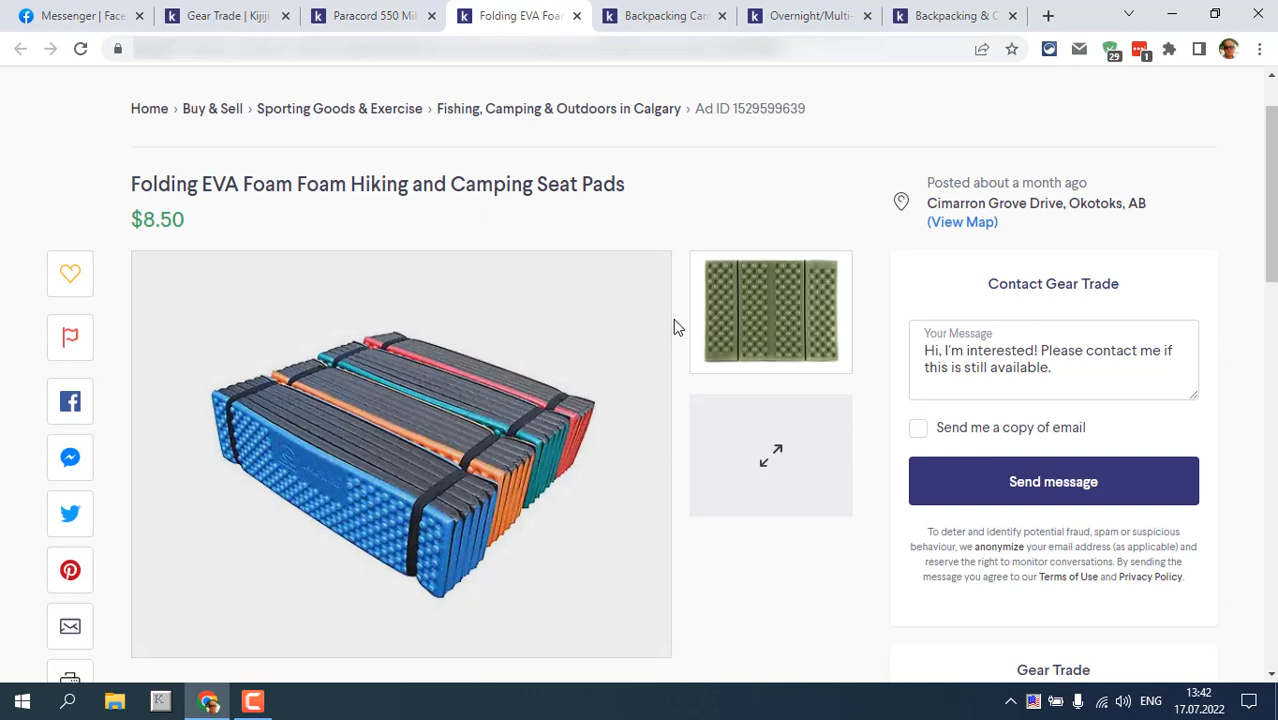 Messenger | Face
Gear Trade | Kijiji
Paracord 550 Mil
Folding EVA Foam
Backpacking Cam
Overnight/Multi-
Backpacking & C
29
1
Home › Buy & Sell › Sporting Goods & Exercise › Fishing, Camping & Outdoors in Calgary › Ad ID 1529599639
Folding EVA Foam Foam Hiking and Camping Seat Pads
$8.50
Posted about a month ago
Cimarron Grove Drive, Okotoks, AB
(View Map)
Contact Gear Trade
Your Message
Hi, I'm interested! Please contact me if
this is still available.
Send me a copy of email
Send message
To deter and identify potential fraud, spam or suspicious
behaviour, we anonymize your email address (as applicable) and
reserve the right to monitor conversations. By sending the
message you agree to our Terms of Use and Privacy Policy.
Gear Trade
ENG
13:42
17.07.2022